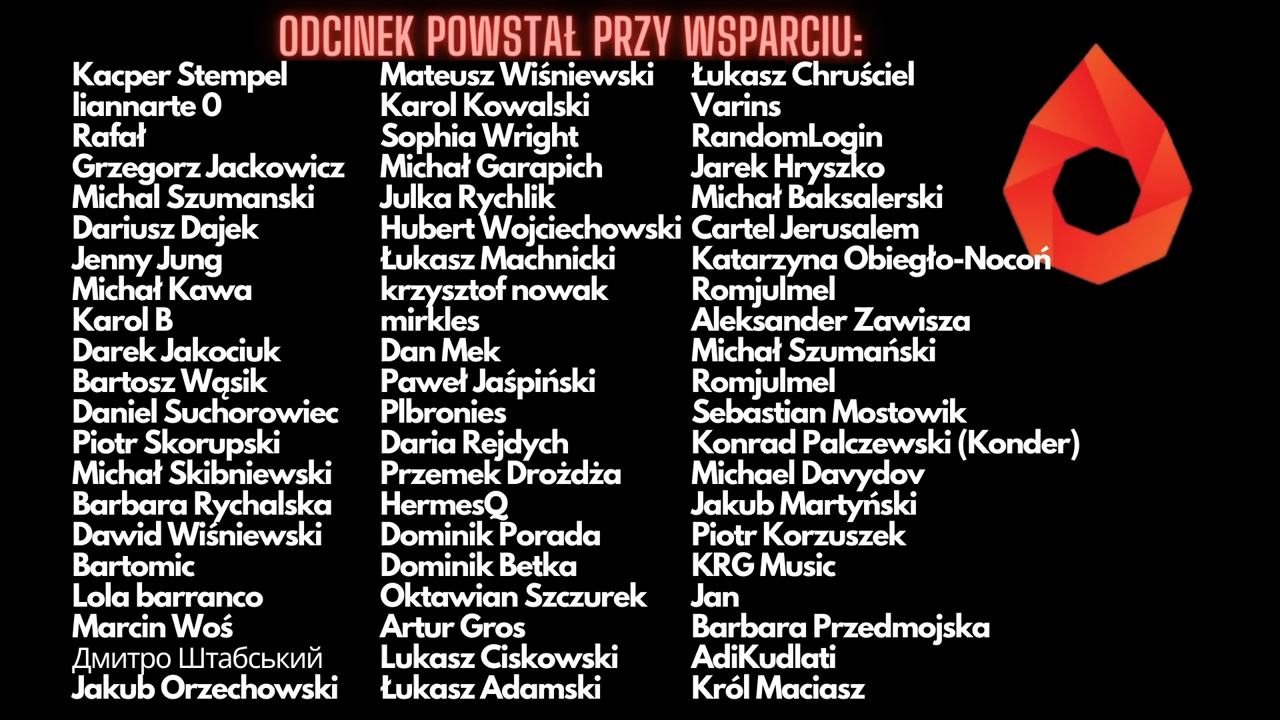 ODCINEK POWSTAŁ PRZY WSPARCIU:
Kacper Stempel
liannarte 0
Rafał
Grzegorz Jackowicz
Michal Szumanski
Dariusz Dajek
Jenny Jung
Michał Kawa
Karol B
Darek Jakociuk
Bartosz Wąsik
Daniel Suchorowiec
Piotr Skorupski
Michał Skibniewski
Barbara Rychalska
Dawid Wiśniewski
Bartomic
Lola barranco
Marcin Woś
Дмитро Штабський
Jakub Orzechowski
Mateusz Wiśniewski
Karol Kowalski
Sophia Wright
Michał Garapich
Julka Rychlik
Hubert Wojciechowski
Łukasz Machnicki
krzysztof nowak
mirkles
Dan Mek
Paweł Jaśpiński
Plbronies
Daria Rejdych
Przemek Drożdża
HermesQ
Dominik Porada
Dominik Betka
Oktawian Szczurek
Artur Gros
Lukasz Ciskowski
Łukasz Adamski
Łukasz Chruściel
Varins
RandomLogin
Jarek Hryszko
Michał Baksalerski
Cartel Jerusalem
Katarzyna Obiegło-Nocoń
Romjulmel
Aleksander Zawisza
Michał Szumański
Romjulmel
Sebastian Mostowik
Konrad Palczewski (Konder)
Michael Davydov
Jakub Martyński
Piotr Korzuszek
KRG Music
Jan
Barbara Przedmojska
AdiKudlati
Król Maciasz